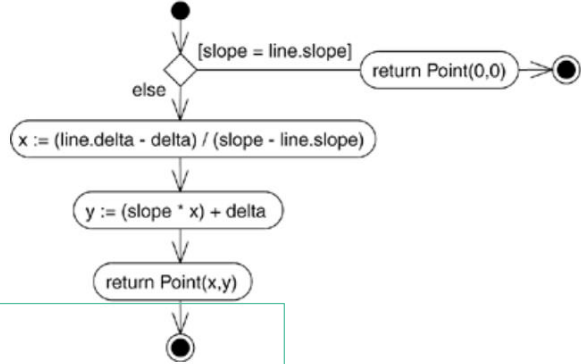 [slope = line.slope]
return Point(0,0)
else
x := (line.delta - delta) / (slope - line.slope)
y := (slope * x) + delta
return Point(x,y)